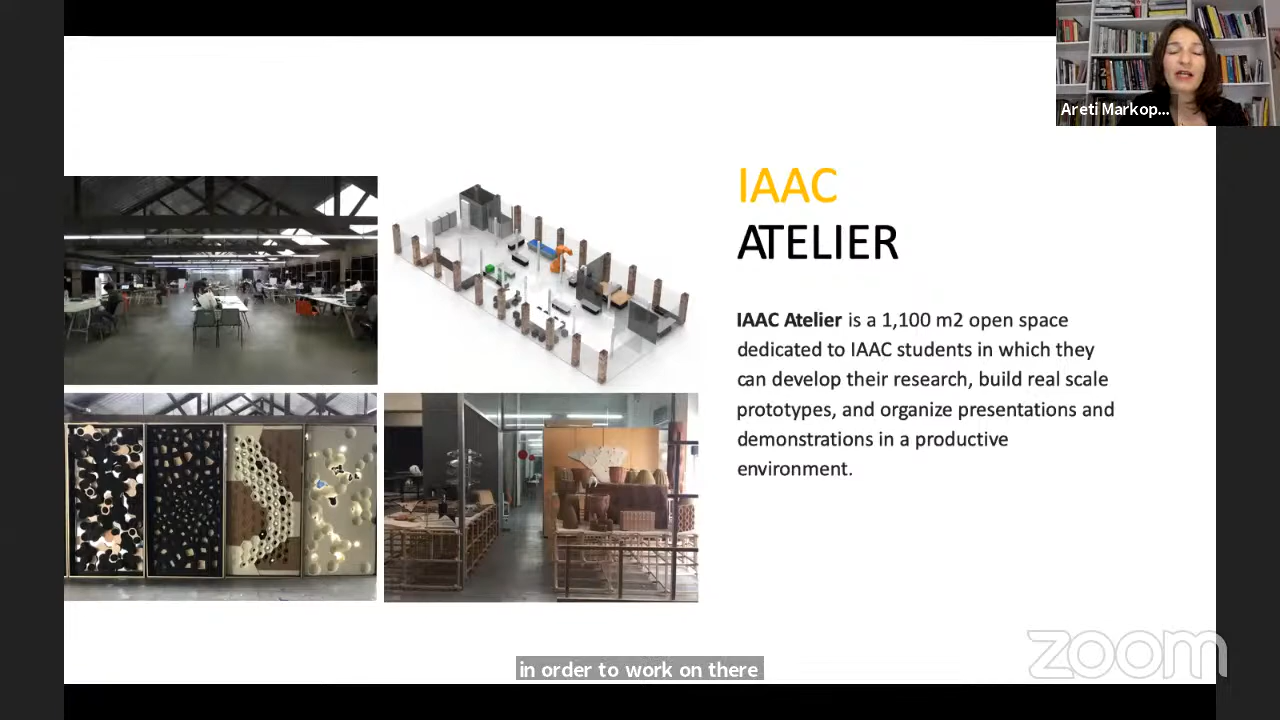 Areti Markop...
IAAC
ATELIER
IAAC Atelier is a 1,100 m2 open space
dedicated to IAAC students in which they
can develop their research, build real scale
prototypes, and organize presentations and
demonstrations in a productive
environment.
zoom
in order to work on there